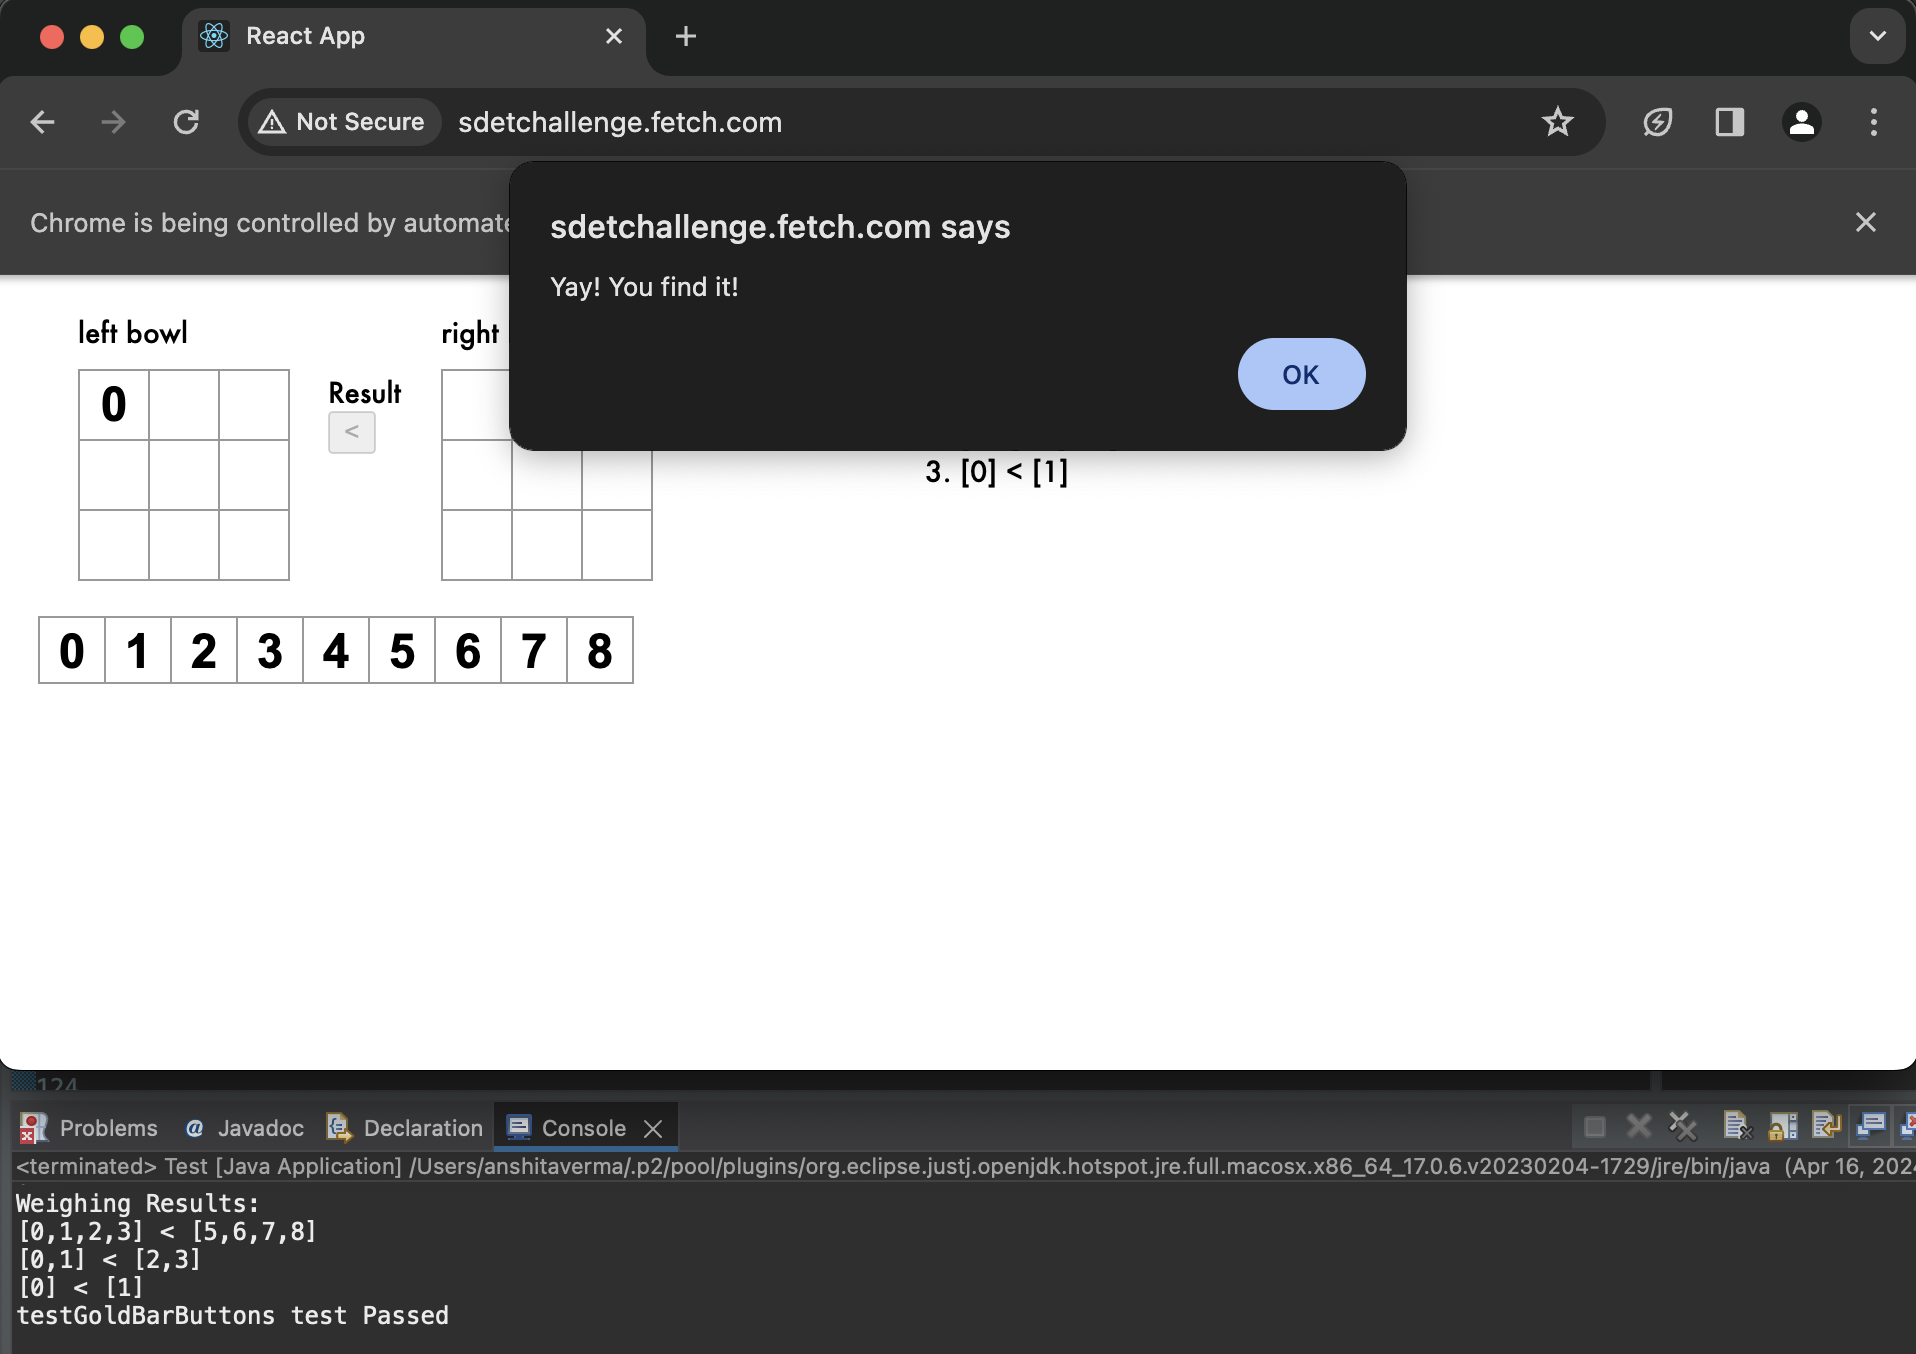 React App
Not Secure
sdetchallenge.fetch.com
Chrome is being controlled by automate
sdetchallenge.fetch.com says
Yay! You find it!
OK
left bowl
right
Result
0
<
3. [0] < [1]
0 1 2 3 4 5 6 7 8
124
Problems
Javadoc
Declaration
Console
<terminated> Test [Java Application] /Users/anshitaverma/.p2/pool/plugins/org.eclipse.justj.openjdk.hotspot.jre.full.macosx.x86_64_17.0.6.v20230204-1729/jre/bin/java (Apr 16, 2024
Weighing Results:
[0,1,2,3] < [5,6,7,8]
[0,1] < [2,3]
[0] < [1]
testGoldBarButtons test Passed